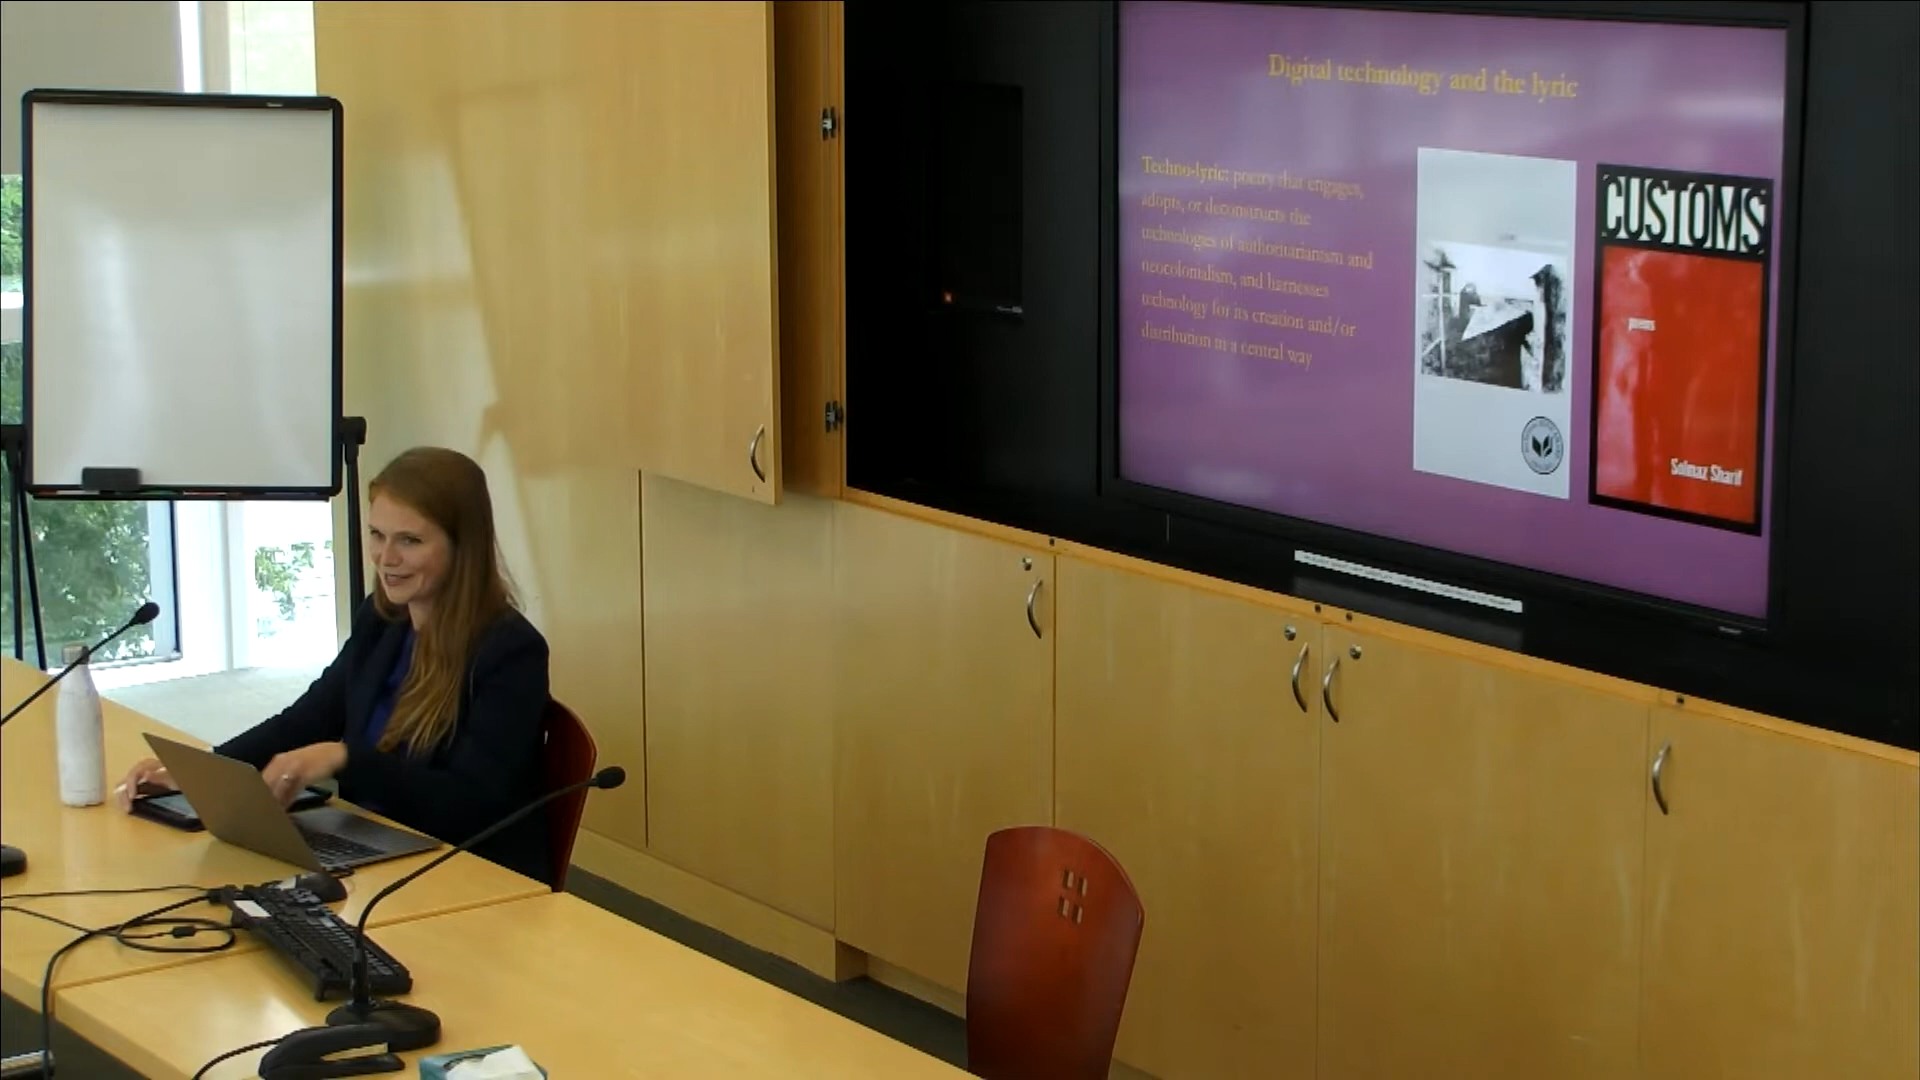 Digital technology and the lyric
Techno-lyric: poetry that engages,
adopts, or deconstructs the
technologies of authoritarianism and
neocolonialism, and harnesses
technology for its creation and/or
distribution in a central way
CUSTOMS
poems
Solmaz Sharif